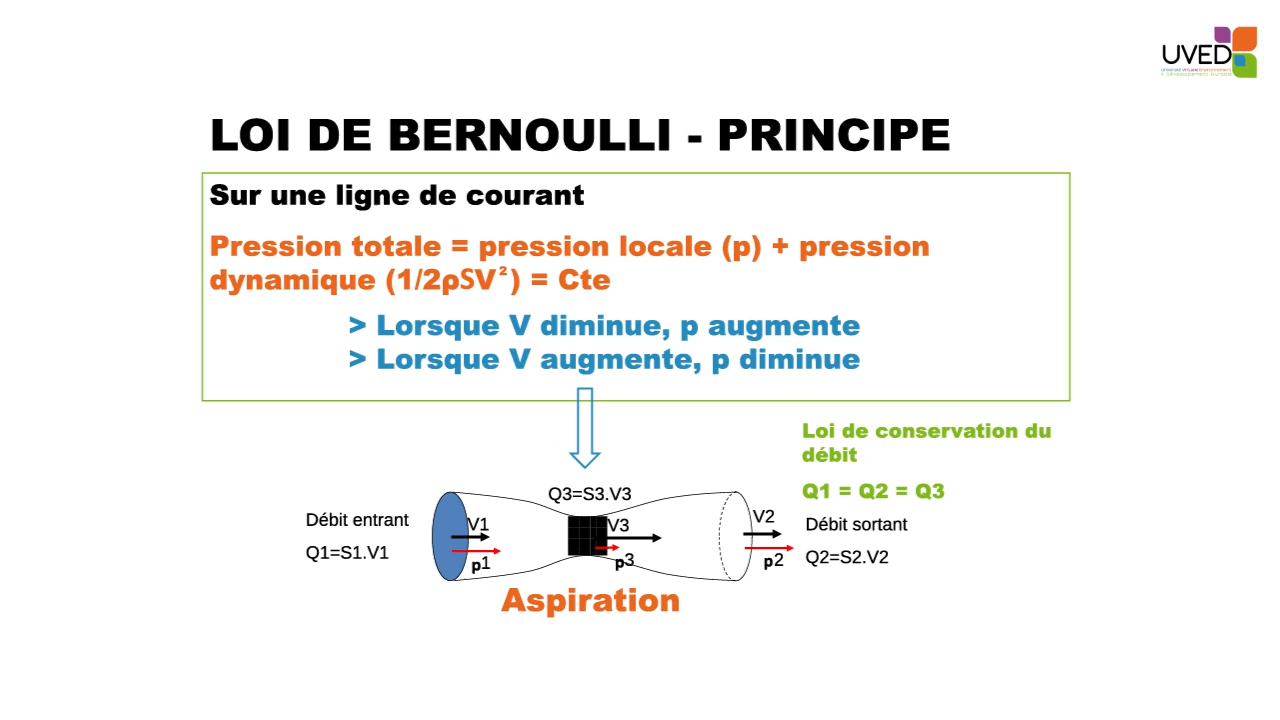 UVED
LOI DE BERNOULLI - PRINCIPE
Sur une ligne de courant
Pression totale = pression locale (p) + pression
dynamique (1/2ρSV²) = Cte
> Lorsque V diminue, p augmente
> Lorsque V augmente, p diminue
Loi de conservation du
débit
Q1 = Q2 = Q3
Q3=S3.V3
Débit entrant
Q1=S1.V1
V1
p1
V3
p3
V2
p2
Débit sortant
Q2=S2.V2
Aspiration